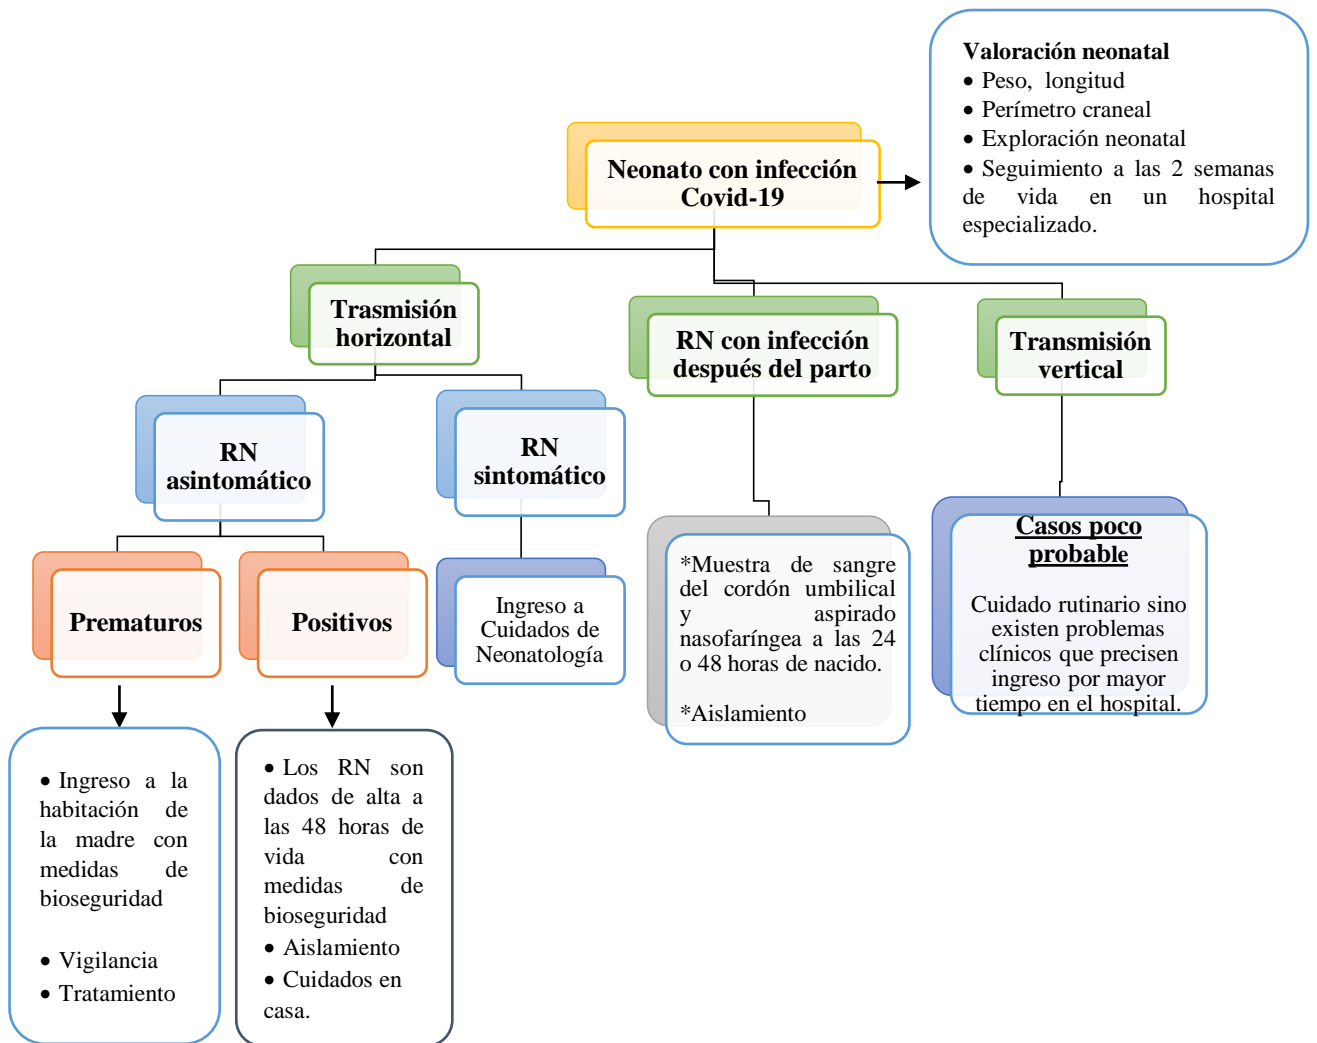 Valoración neonatal
• Peso, longitud
• Perímetro craneal
• Exploración neonatal
• Seguimiento a las 2 semanas
de vida en un hospital
especializado.
Neonato con infección
Covid-19
Trasmisión
horizontal
RN con infección
después del parto
Transmisión
vertical
RN
asintomático
RN
sintomático
Prematuros
Positivos
Ingreso a
Cuidados de
Neonatología
*Muestra de sangre
del cordón umbilical
y aspirado
nasofaríngea a las 24
o 48 horas de nacido.
*Aislamiento
Casos poco
probable
Cuidado rutinario sino
existen problemas
clínicos que precisen
ingreso por mayor
tiempo en el hospital.
• Ingreso a la
habitación de
la madre con
medidas de
bioseguridad
• Vigilancia
• Tratamiento
• Los RN son
dados de alta a
las 48 horas de
vida con
medidas de
bioseguridad
• Aislamiento
• Cuidados en
casa.